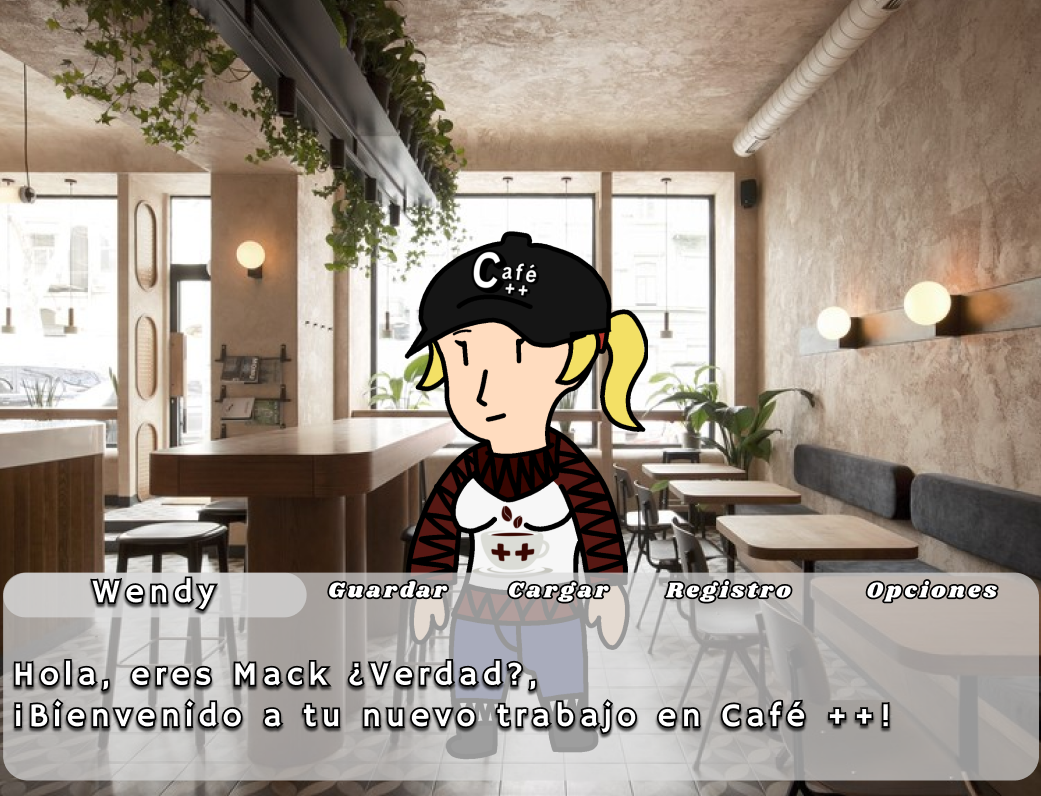 Café
++
++
Wendy
Guardar Cargar Registro Opciones
Hola, eres Mack ¿Verdad?,
¡Bienvenido a tu nuevo trabajo en Café ++!